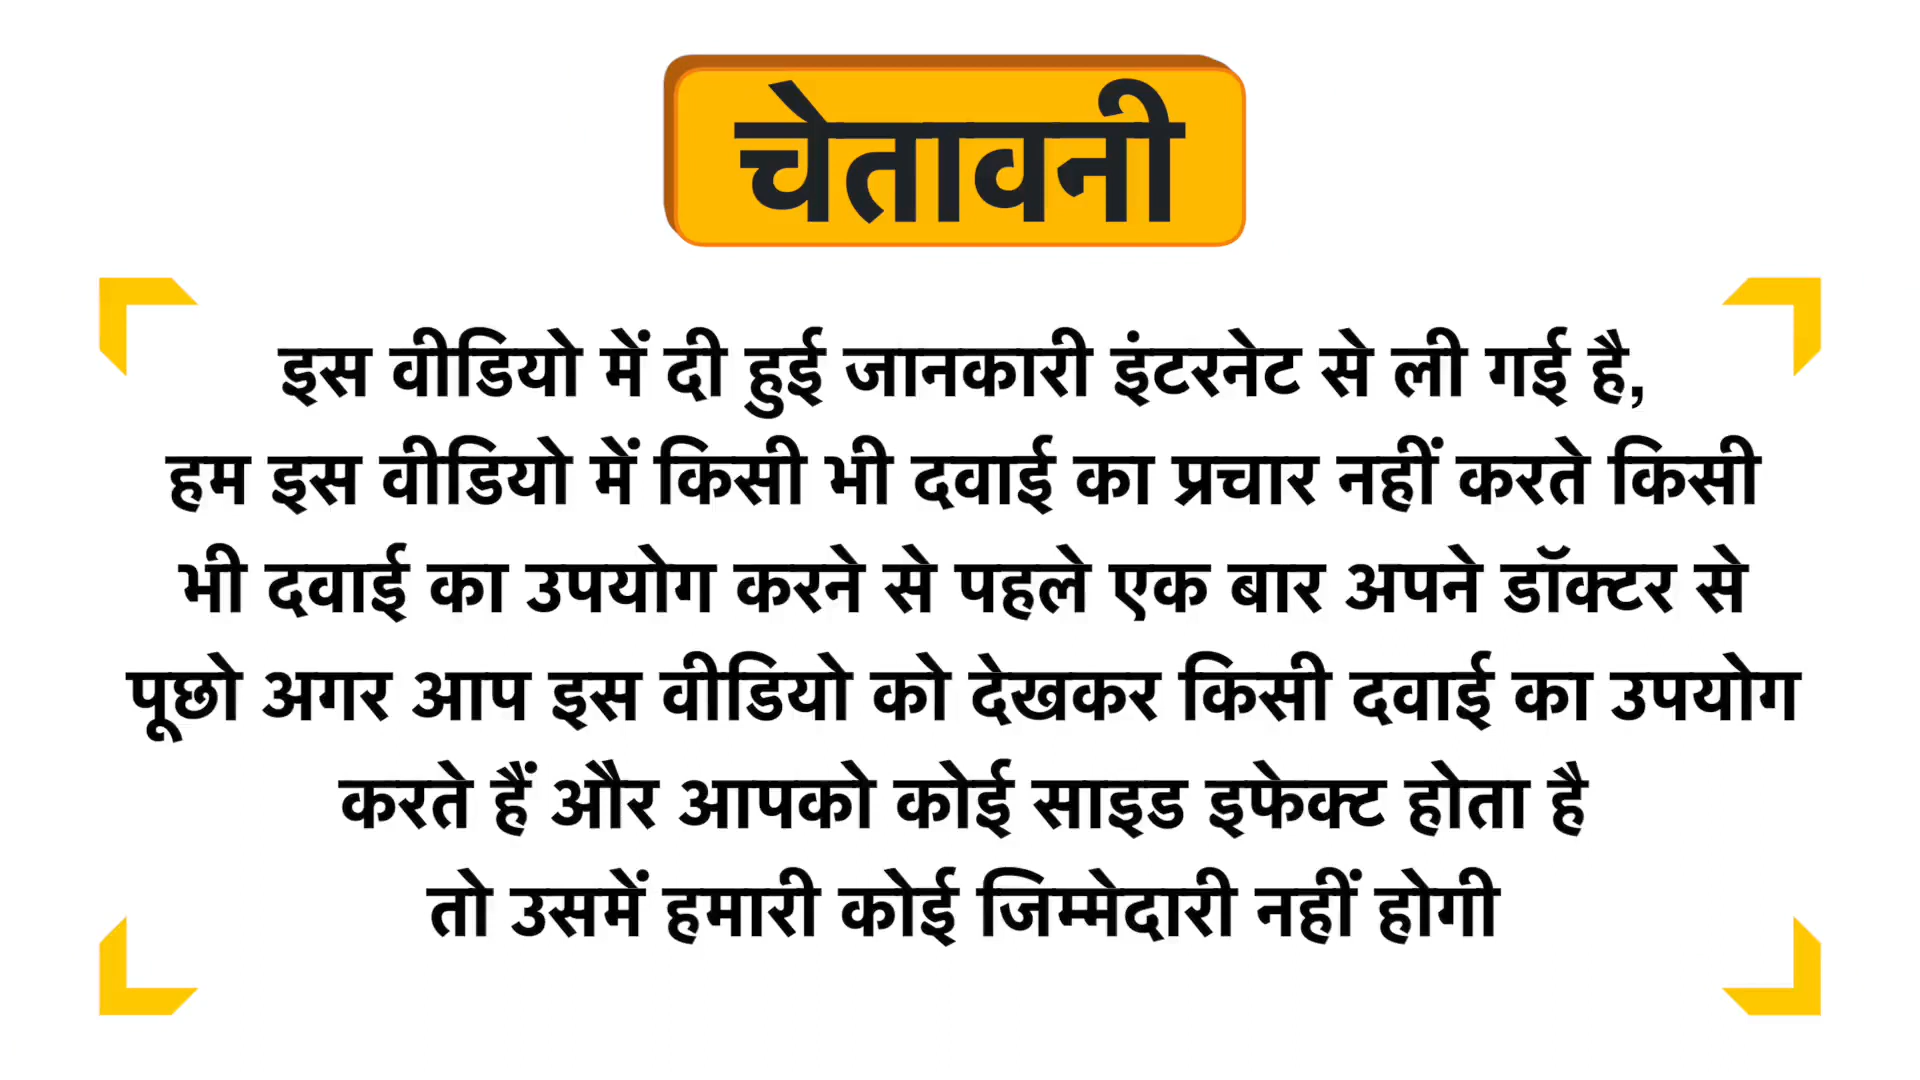 चेतावनी
इस वीडियो में दी हुई जानकारी इंटरनेट से ली गई है,
हम इस वीडियो में किसी भी दवाई का प्रचार नहीं करते किसी
भी दवाई का उपयोग करने से पहले एक बार अपने डॉक्टर से
पूछो अगर आप इस वीडियो को देखकर किसी दवाई का उपयोग
करते हैं और आपको कोई साइड इफेक्ट होता है
तो उसमें हमारी कोई जिम्मेदारी नहीं होगी